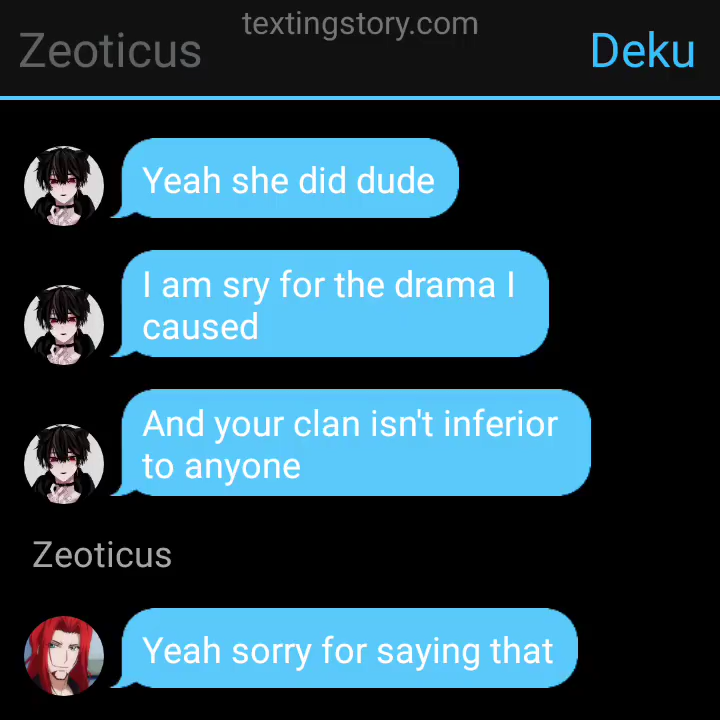 textingstory.com
Zeoticus
Deku
Yeah she did dude
I am sry for the drama I
caused
And your clan isn't inferior
to anyone
Zeoticus
Yeah sorry for saying that